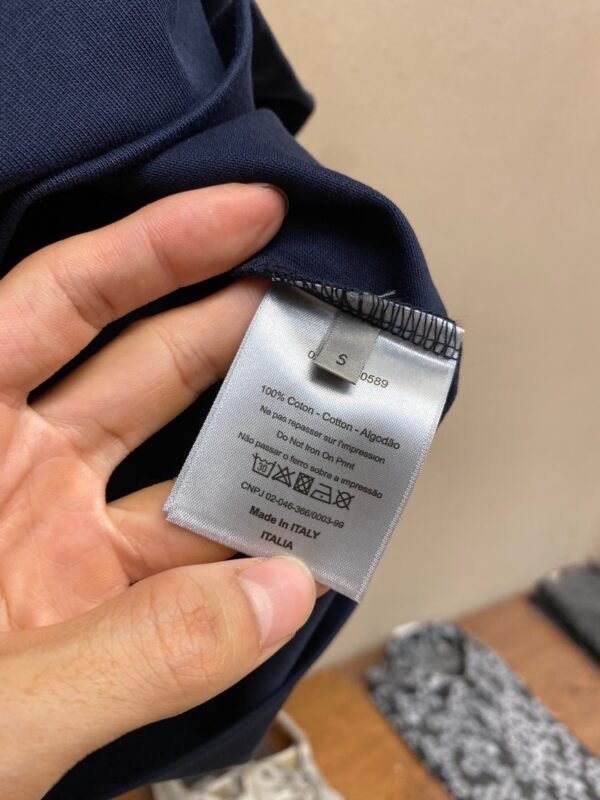 S
0589
100% Coton - Cotton - Algodão
Ne pas repasser sur l'impression
Do Not Iron On Print
Não passar o ferro sobre a impressão
30
CNPJ 02-046-366/0003-99
Made In ITALY
ITALIA